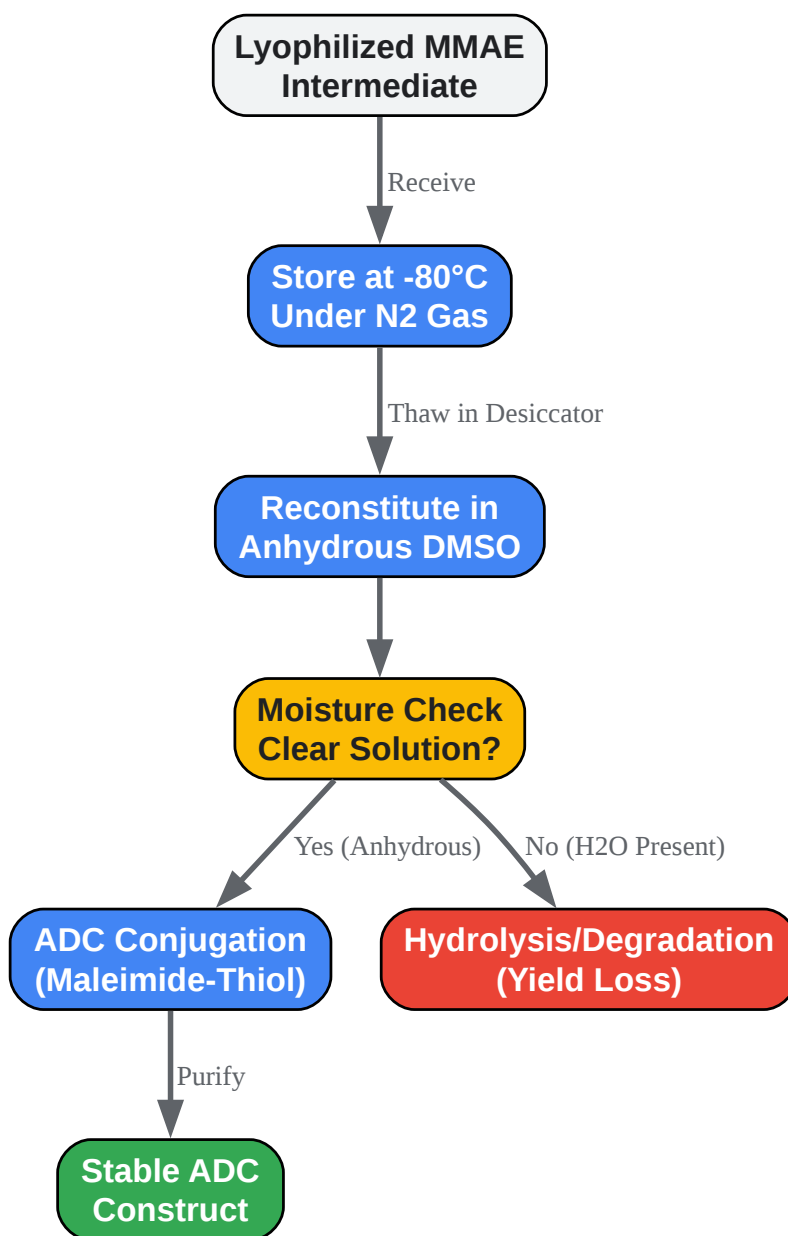 Lyophilized MMAE
Intermediate
Receive
Store at -80°C
Under N2 Gas
Thaw in Desiccator
Reconstitute in
Anhydrous DMSO
Moisture Check
Clear Solution?
Yes (Anhydrous)
No (H2O Present)
ADC Conjugation
(Maleimide-Thiol)
Hydrolysis/Degradation
(Yield Loss)
Purify
Stable ADC
Construct